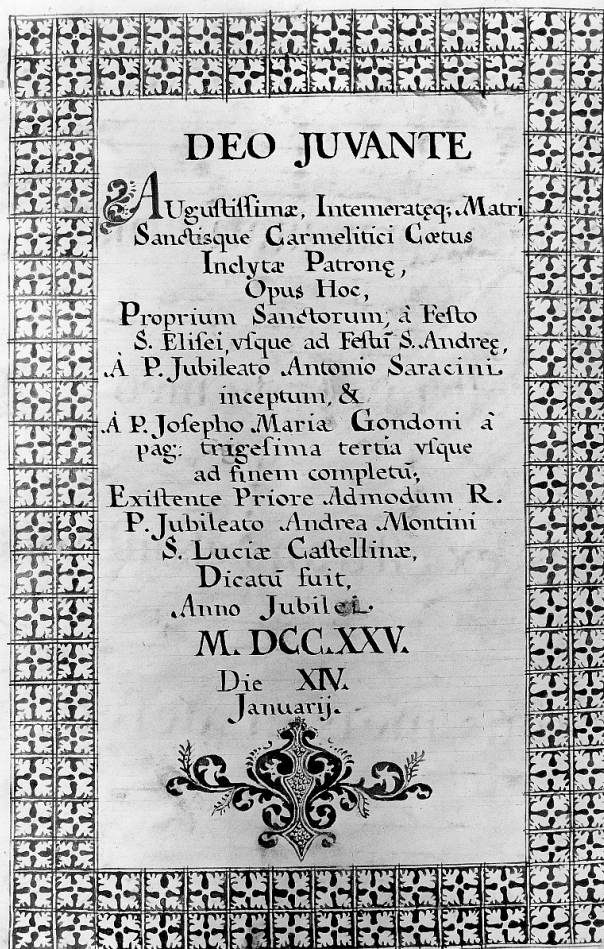 DEO JUVANTE
AUgustissimæ, Intemeratęq; Matri
Sanctisque Carmelitici Cœtus
Inclytæ Patronę,
Opus Hoc,
Proprium Sanctorum, à Festo
S. Elisei, vsque ad Festū S. Andreę,
À P. Jubileato Antonio Saracini
inceptum, &
À P. Josepho Maria Gondoni à
pag: trigesima tertia vsque
ad finem completū;
Existente Priore Admodum R.
P. Jubileato Andrea Montini
S. Luciæ Castellinæ,
Dicatū fuit,
Anno Jubilei.
M. DCC.XXV.
Die XIV.
Januarij.